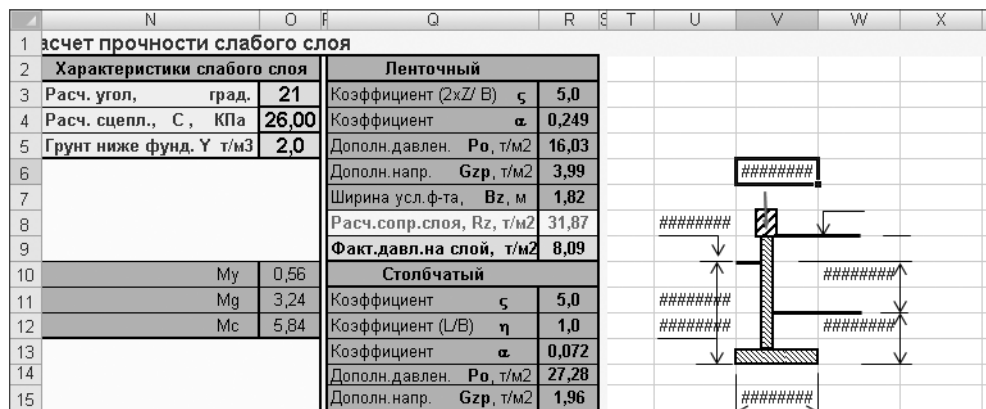 N O F Q R S T U V W X
1 асчет прочности слабого слоя
2 Характеристики слабого слоя Ленточный
3 Расч. угол, град. 21 Коэффициент (2xZ/ B) ς 5,0
4 Расч. сцепл., С , КПа 26,00 Коэффициент α 0,249
5 Грунт ниже фунд. Y т/м3 2,0 Дополн.давлен. Po, т/м2 16,03
6 Дополн.напр. Gzp, т/м2 3,99 ########
7 Ширина усл.ф-та, Bz, м 1,82
8 Расч.сопр.слоя, Rz, т/м2 31,87 ########
9 Факт.давл.на слой, т/м2 8,09
10 Му 0,56 Столбчатый ########
11 Mg 3,24 Коэффициент ς 5,0 ########
12 Мс 5,84 Коэффициент (L/B) η 1,0 ######## ########
13 Коэффициент α 0,072
14 Дополн.давлен. Po, т/м2 27,28
15 Дополн.напр. Gzp, т/м2 1,96 ########